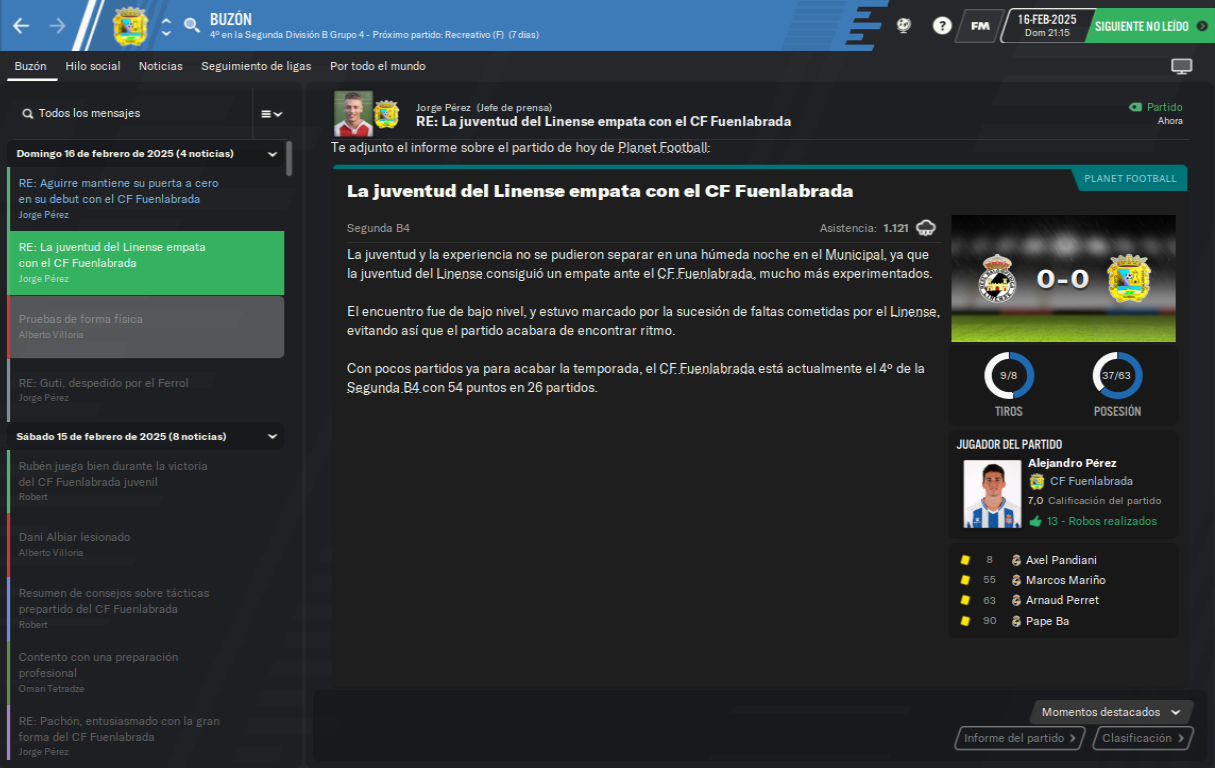 BUZÓN
4º en la Segunda División B Grupo 4 - Próximo partido: Recreativo (F) (7 días)
?
FM
16-FEB-2025
Dom 21:15
SIGUIENTE NO LEÍDO
Buzón
Hilo social
Noticias
Seguimiento de ligas
Por todo el mundo
Todos los mensajes
Domingo 16 de febrero de 2025 (4 noticias)
RE: Aguirre mantiene su puerta a cero
en su debut con el CF Fuenlabrada
Jorge Pérez
RE: La juventud del Linense empata
con el CF Fuenlabrada
Jorge Pérez
Pruebas de forma física
Alberto Villoria
RE: Guti, despedido por el Ferrol
Jorge Pérez
Sábado 15 de febrero de 2025 (8 noticias)
Rubén juega bien durante la victoria
del CF Fuenlabrada juvenil
Robert
Dani Albiar lesionado
Alberto Villoria
Resumen de consejos sobre tácticas
prepartido del CF Fuenlabrada
Robert
Contento con una preparación
profesional
Omari Tetradze
RE: Pachón, entusiasmado con la gran
forma del CF Fuenlabrada
Jorge Pérez
Jorge Pérez (Jefe de prensa)
RE: La juventud del Linense empata con el CF Fuenlabrada
Partido
Ahora
Te adjunto el informe sobre el partido de hoy de Planet Football:
PLANET FOOTBALL
La juventud del Linense empata con el CF Fuenlabrada
Segunda B4
Asistencia: 1.121
La juventud y la experiencia no se pudieron separar en una húmeda noche en el Municipal, ya que
la juventud del Linense consiguió un empate ante el CF Fuenlabrada, mucho más experimentados.
El encuentro fue de bajo nivel, y estuvo marcado por la sucesión de faltas cometidas por el Linense,
evitando así que el partido acabara de encontrar ritmo.
Con pocos partidos ya para acabar la temporada, el CF Fuenlabrada está actualmente el 4º de la
Segunda B4 con 54 puntos en 26 partidos.
0-0
9/8
TIROS
37/63
POSESIÓN
JUGADOR DEL PARTIDO
Alejandro Pérez
CF Fuenlabrada
7,0 Calificación del partido
13 - Robos realizados
8 Axel Pandiani
55 Marcos Mariño
63 Arnaud Perret
90 Pape Ba
Momentos destacados
Informe del partido
Clasificación